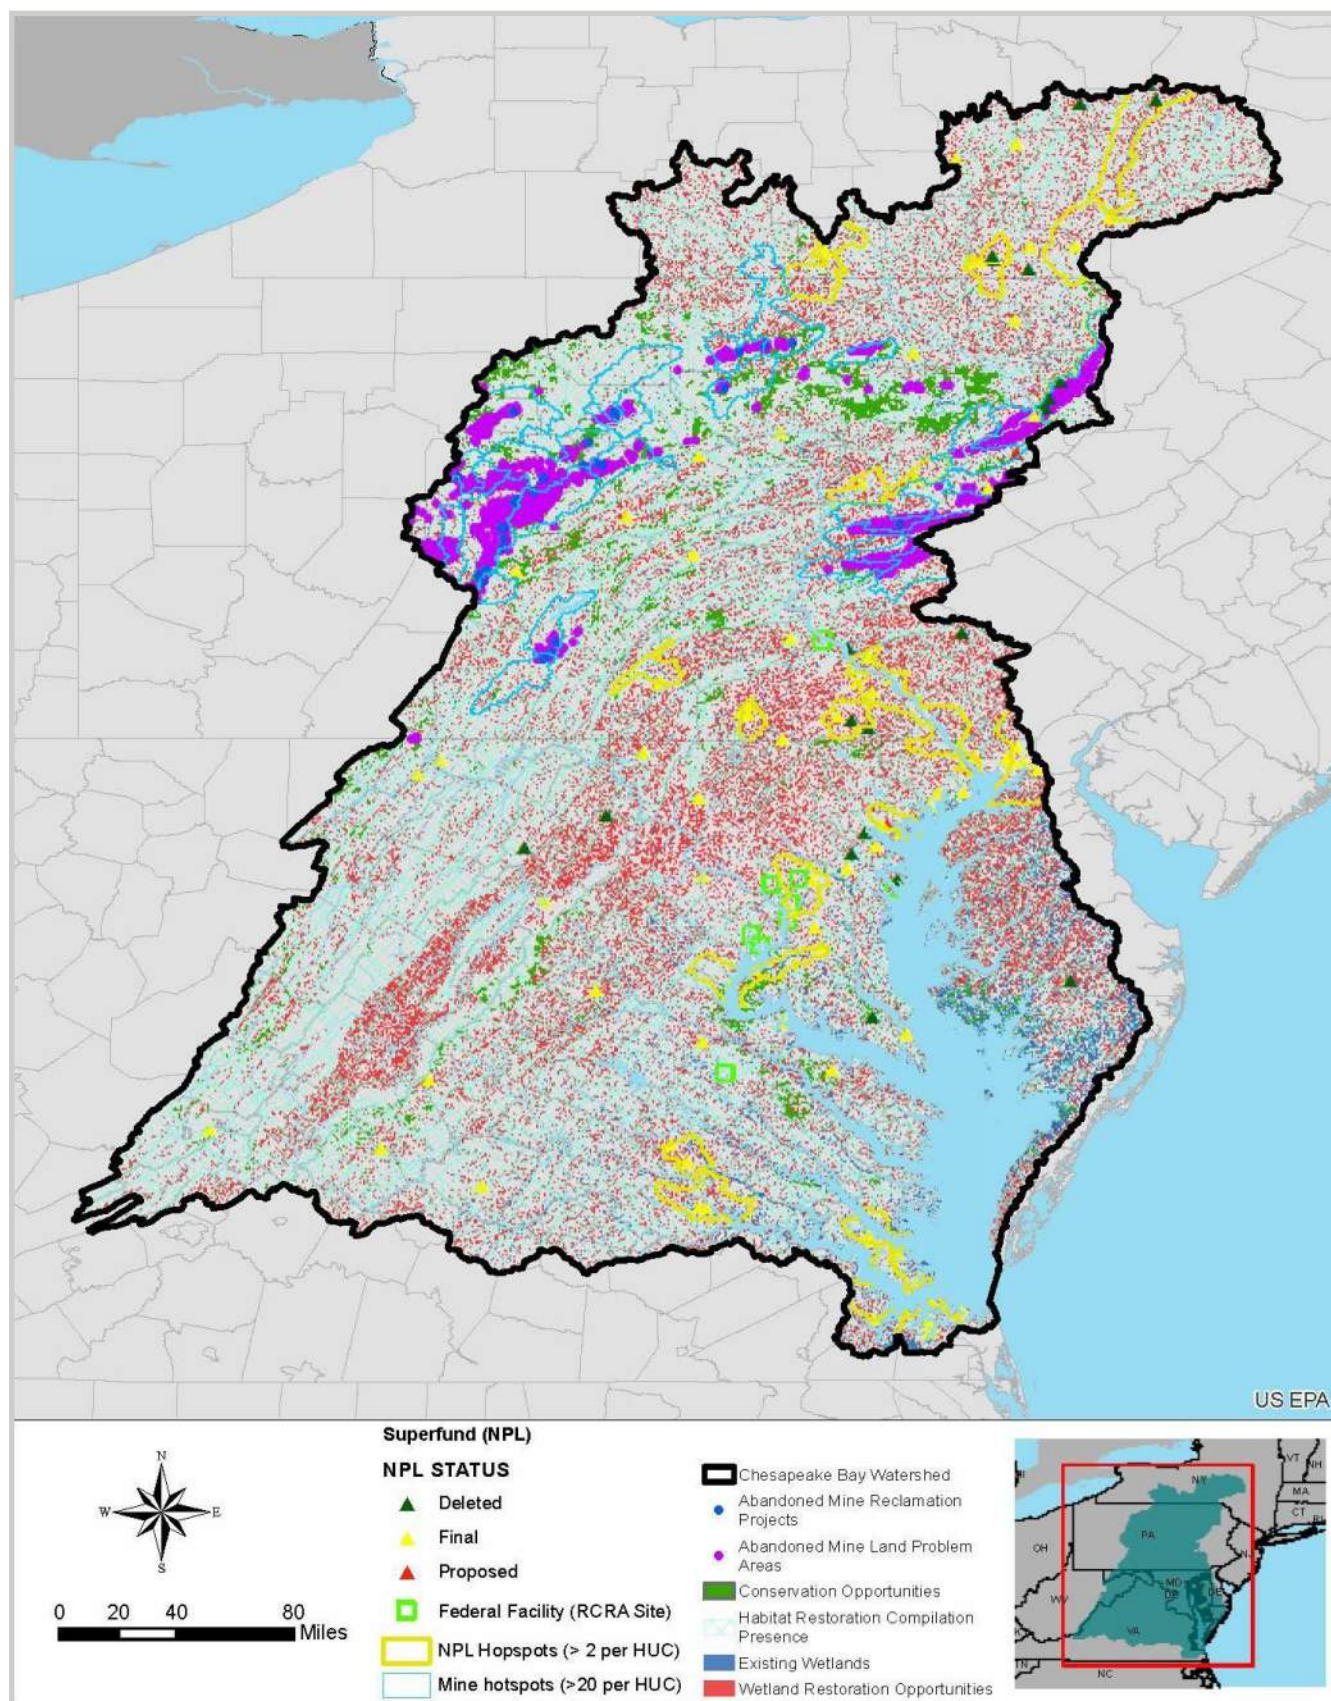 US EPA
N
W
E
S
0 20 40 80
Miles
Superfund (NPL)
NPL STATUS
Deleted
Final
Proposed
Federal Facility (RCRA Site)
NPL Hopspots (> 2 per HUC)
Mine hotspots (>20 per HUC)
Chesapeake Bay Watershed
Abandoned Mine Reclamation
Projects
Abandoned Mine Land Problem
Areas
Conservation Opportunities
Habitat Restoration Compilation
Presence
Existing Wetlands
Wetland Restoration Opportunities
VT
NH
NY
MA
CT
RI
PA
OH
NJ
MD
DE
WV
VA
TN
NC